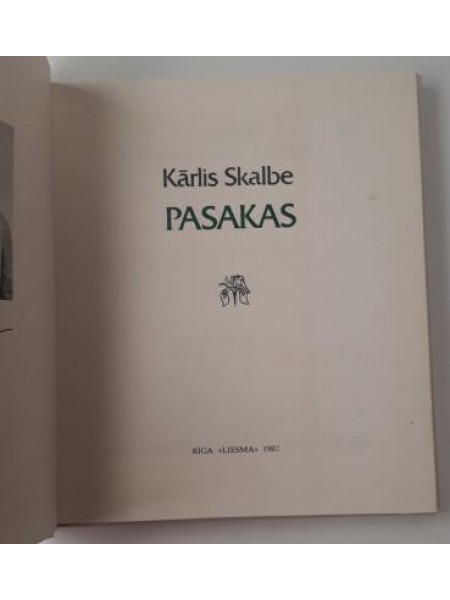 Kārlis Skalbe
PASAKAS
RĪGA «LIESMA» 1982